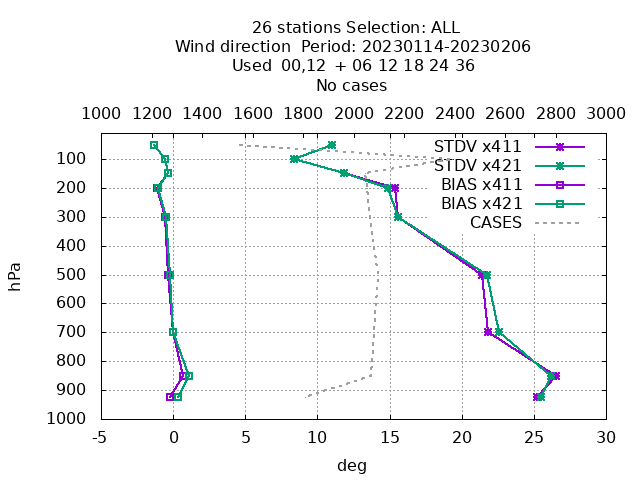 26 stations Selection: ALL
Wind direction  Period: 20230114-20230206
Used  00,12  + 06 12 18 24 36
No cases
1000 1200 1400 1600 1800 2000 2200 2400 2600 2800 3000
STDV x411
STDV x421
BIAS x411
BIAS x421
CASES
100
200
300
400
500
600
700
800
900
1000
hPa
-5 0 5 10 15 20 25 30
deg